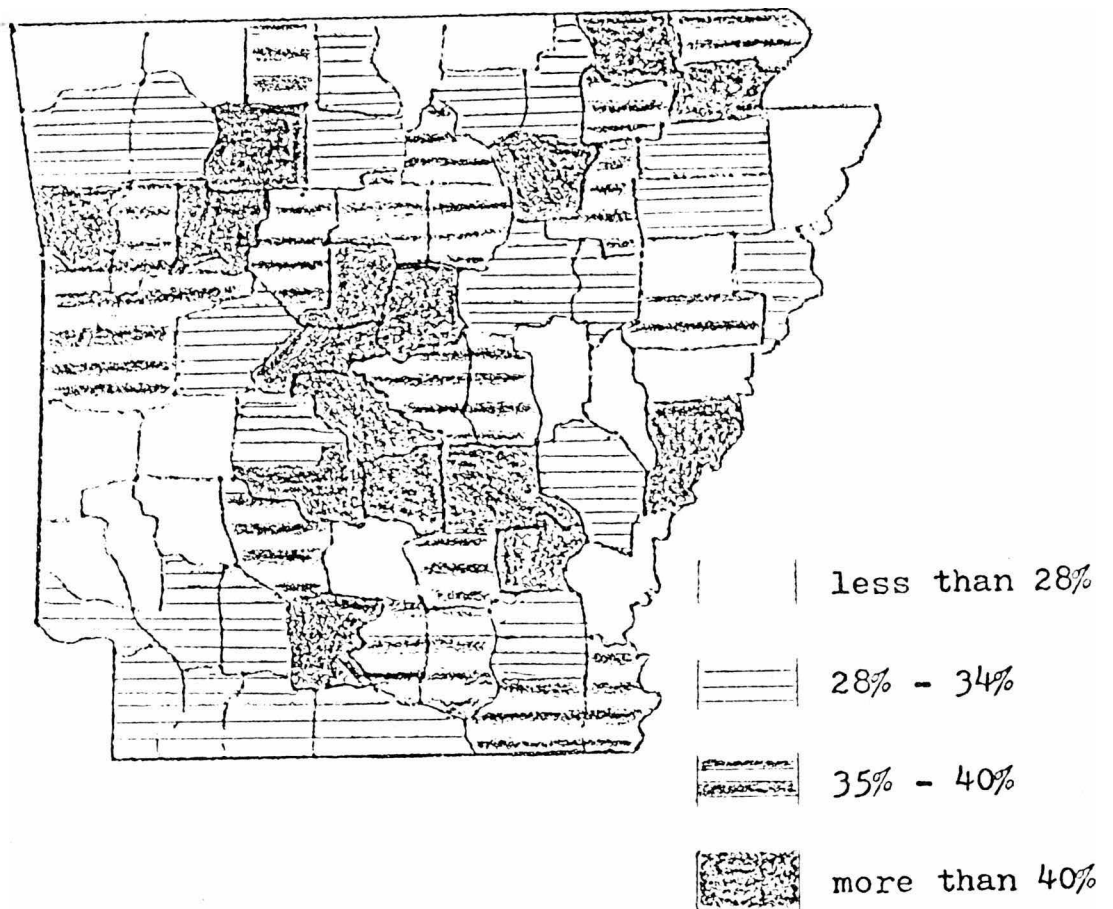 less than 28%
28% - 34%
35% - 40%
more than 40%